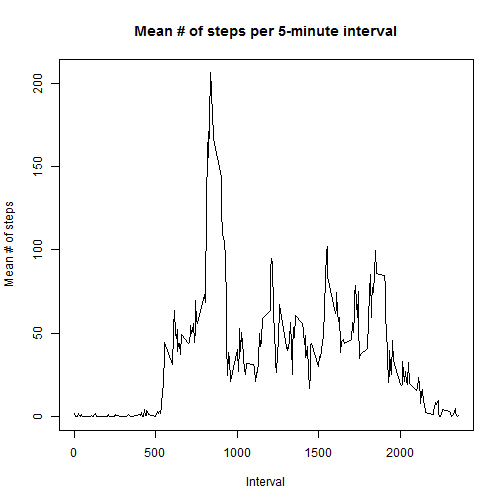 Mean # of steps per 5-minute interval
Mean # of steps
200
150
100
50
0
0 500 1000 1500 2000
Interval